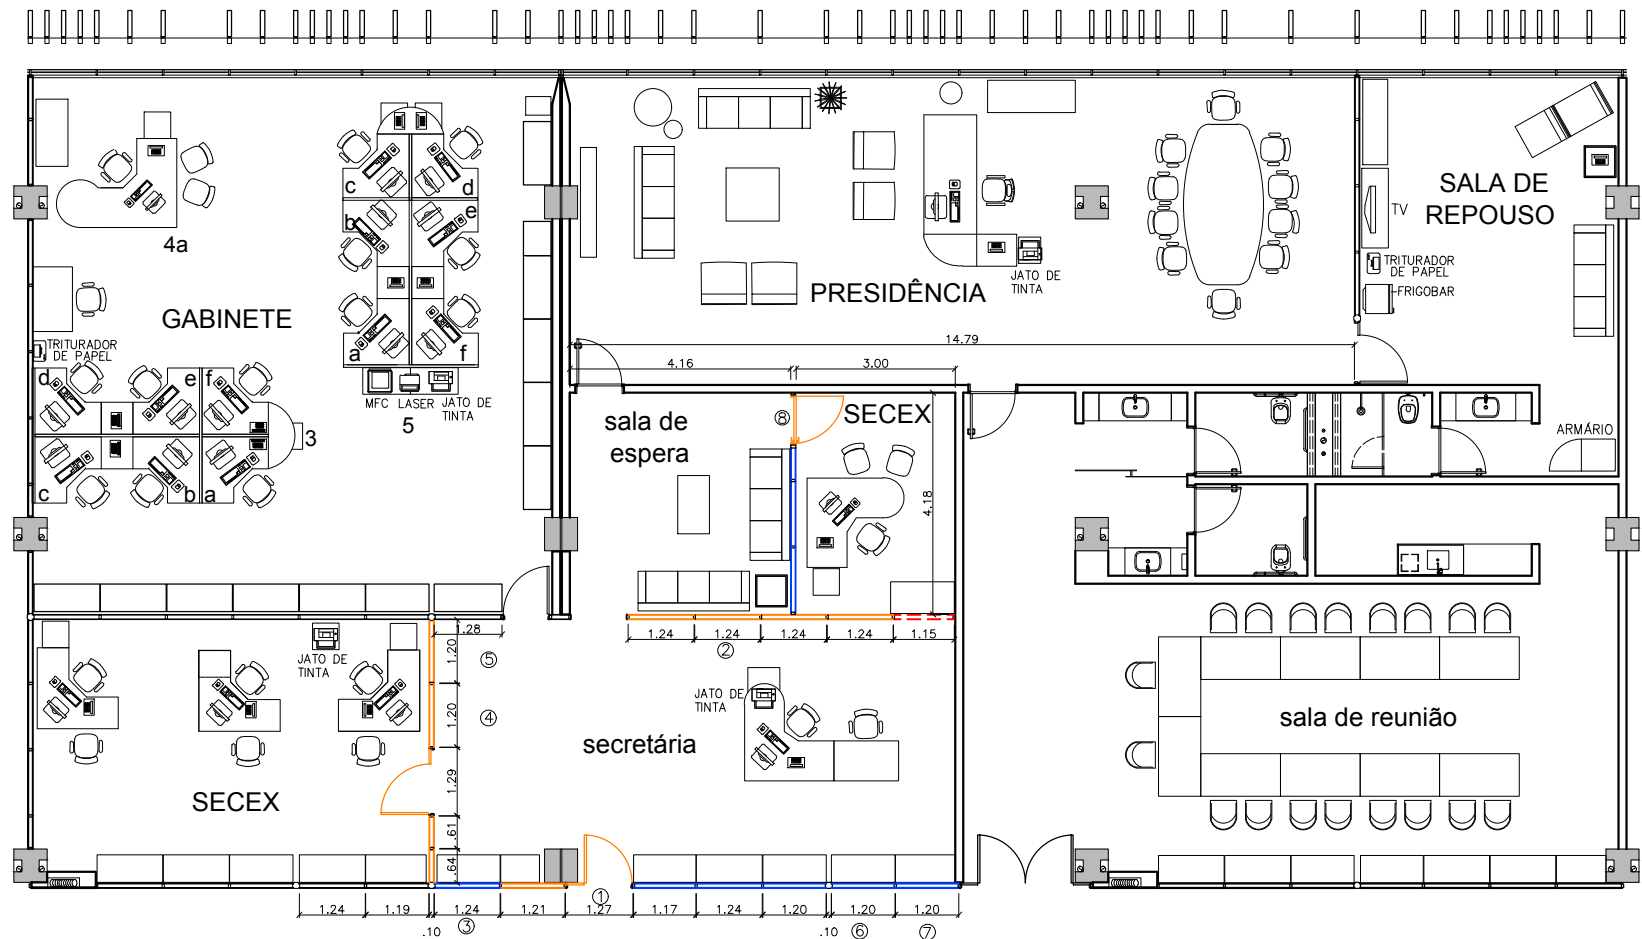 c
d
b
e
4a
SALA DE
REPOUSO
TV
TRITURADOR
DE PAPEL
FRIGOBAR
JATO DE
TINTA
PRESIDÊNCIA
GABINETE
TRITURADOR
DE PAPEL
a
f
14.79
4.16
3.00
d
e
f
MFC
LASER
JATO DE
TINTA
5
3
c
b
a
sala de
espera
8
SECEX
4.18
ARMÁRIO
1.28
1.20
5
1.24
1.24
1.24
1.24
1.15
2
JATO DE
TINTA
1.20
4
JATO DE
TINTA
secretária
sala de reunião
1.29
SECEX
.61
.64
1.24
1.19
1.24
1.21
1.27
1.17
1.24
1.20
1.20
1.20
1
.10
3
.10
6
7